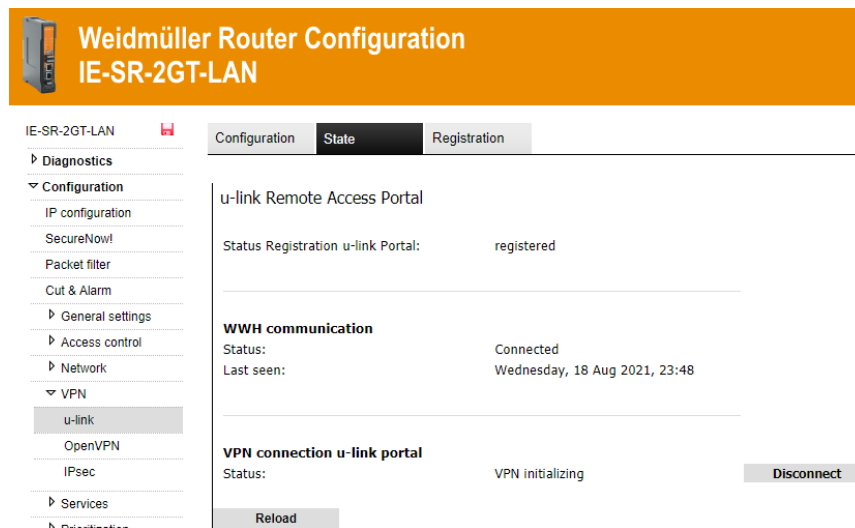 Weidmüller Router Configuration
IE-SR-2GT-LAN
IE-SR-2GT-LAN
Diagnostics
Configuration
IP configuration
SecureNow!
Packet filter
Cut & Alarm
General settings
Access control
Network
VPN
u-link
OpenVPN
IPsec
Services
Prioritization
Configuration State Registration
u-link Remote Access Portal
Status Registration u-link Portal: registered
WWH communication
Status: Connected
Last seen: Wednesday, 18 Aug 2021, 23:48
VPN connection u-link portal
Status: VPN initializing Disconnect
Reload